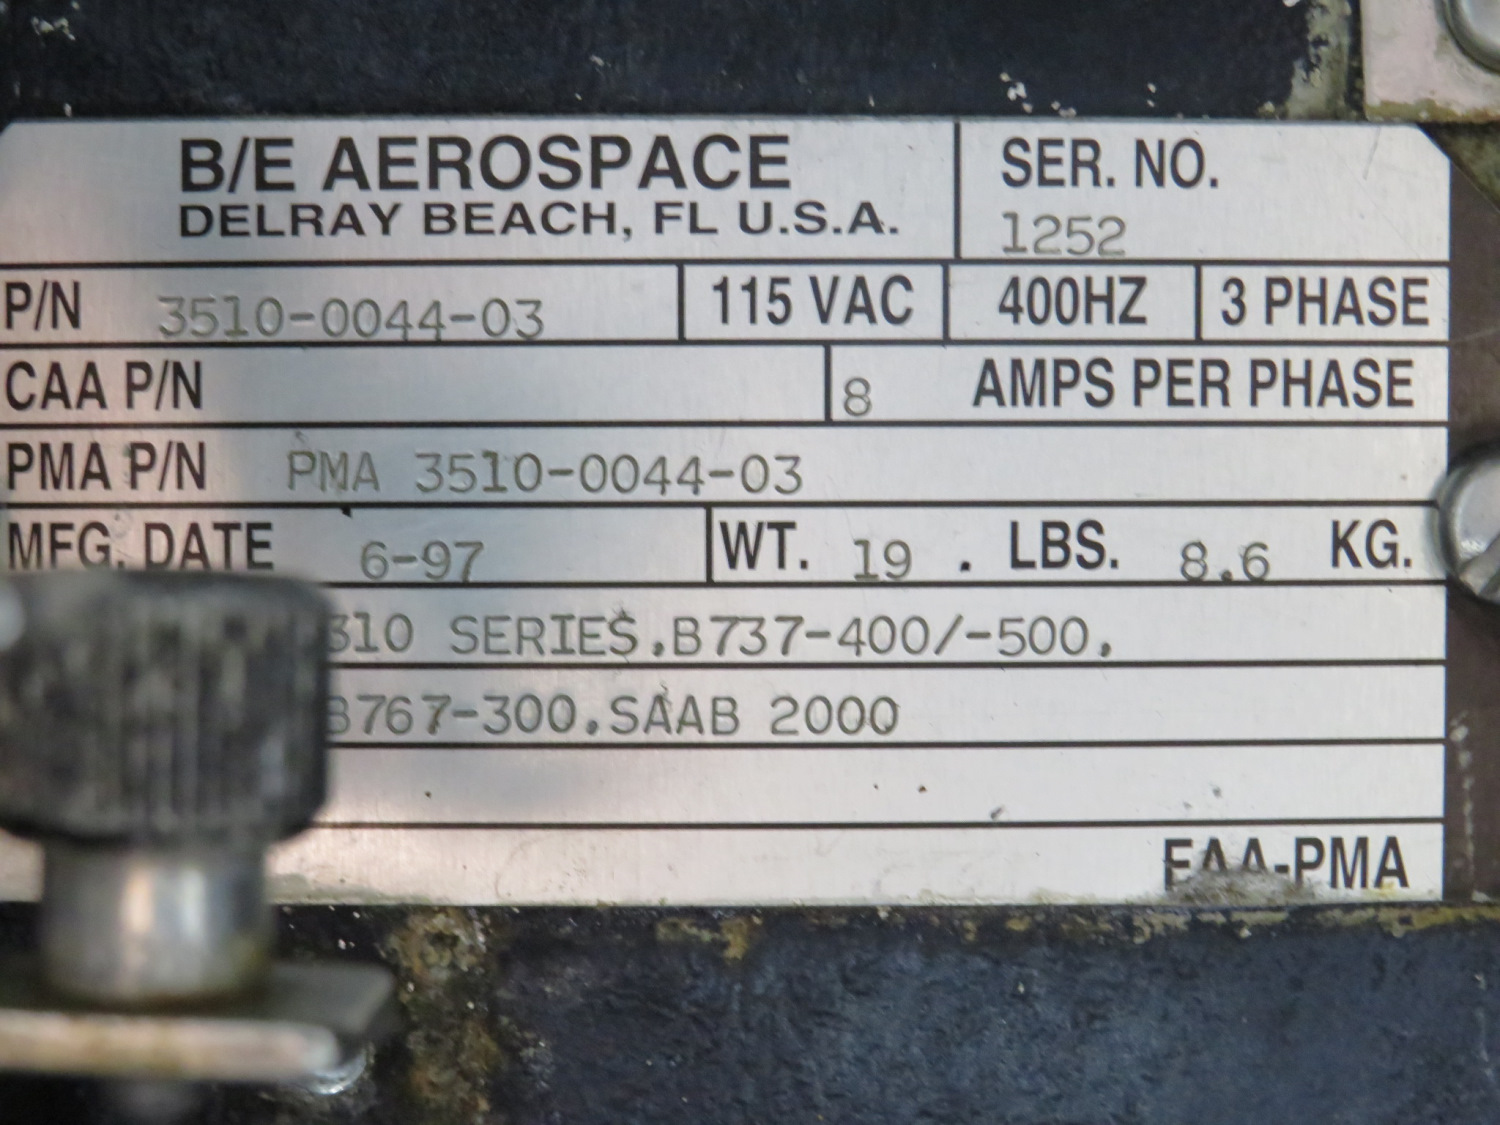 B/E AEROSPACE
DELRAY BEACH, FL U.S.A.
SER. NO.
1252
P/N 3510-0044-03 115 VAC 400HZ 3 PHASE
CAA P/N 8 AMPS PER PHASE
PMA P/N PMA 3510-0044-03
MFG. DATE 6-97 WT. 19 . LBS. 8.6 KG.
310 SERIES.B737-400/-500.
B767-300.SAAB 2000
FAA-PMA